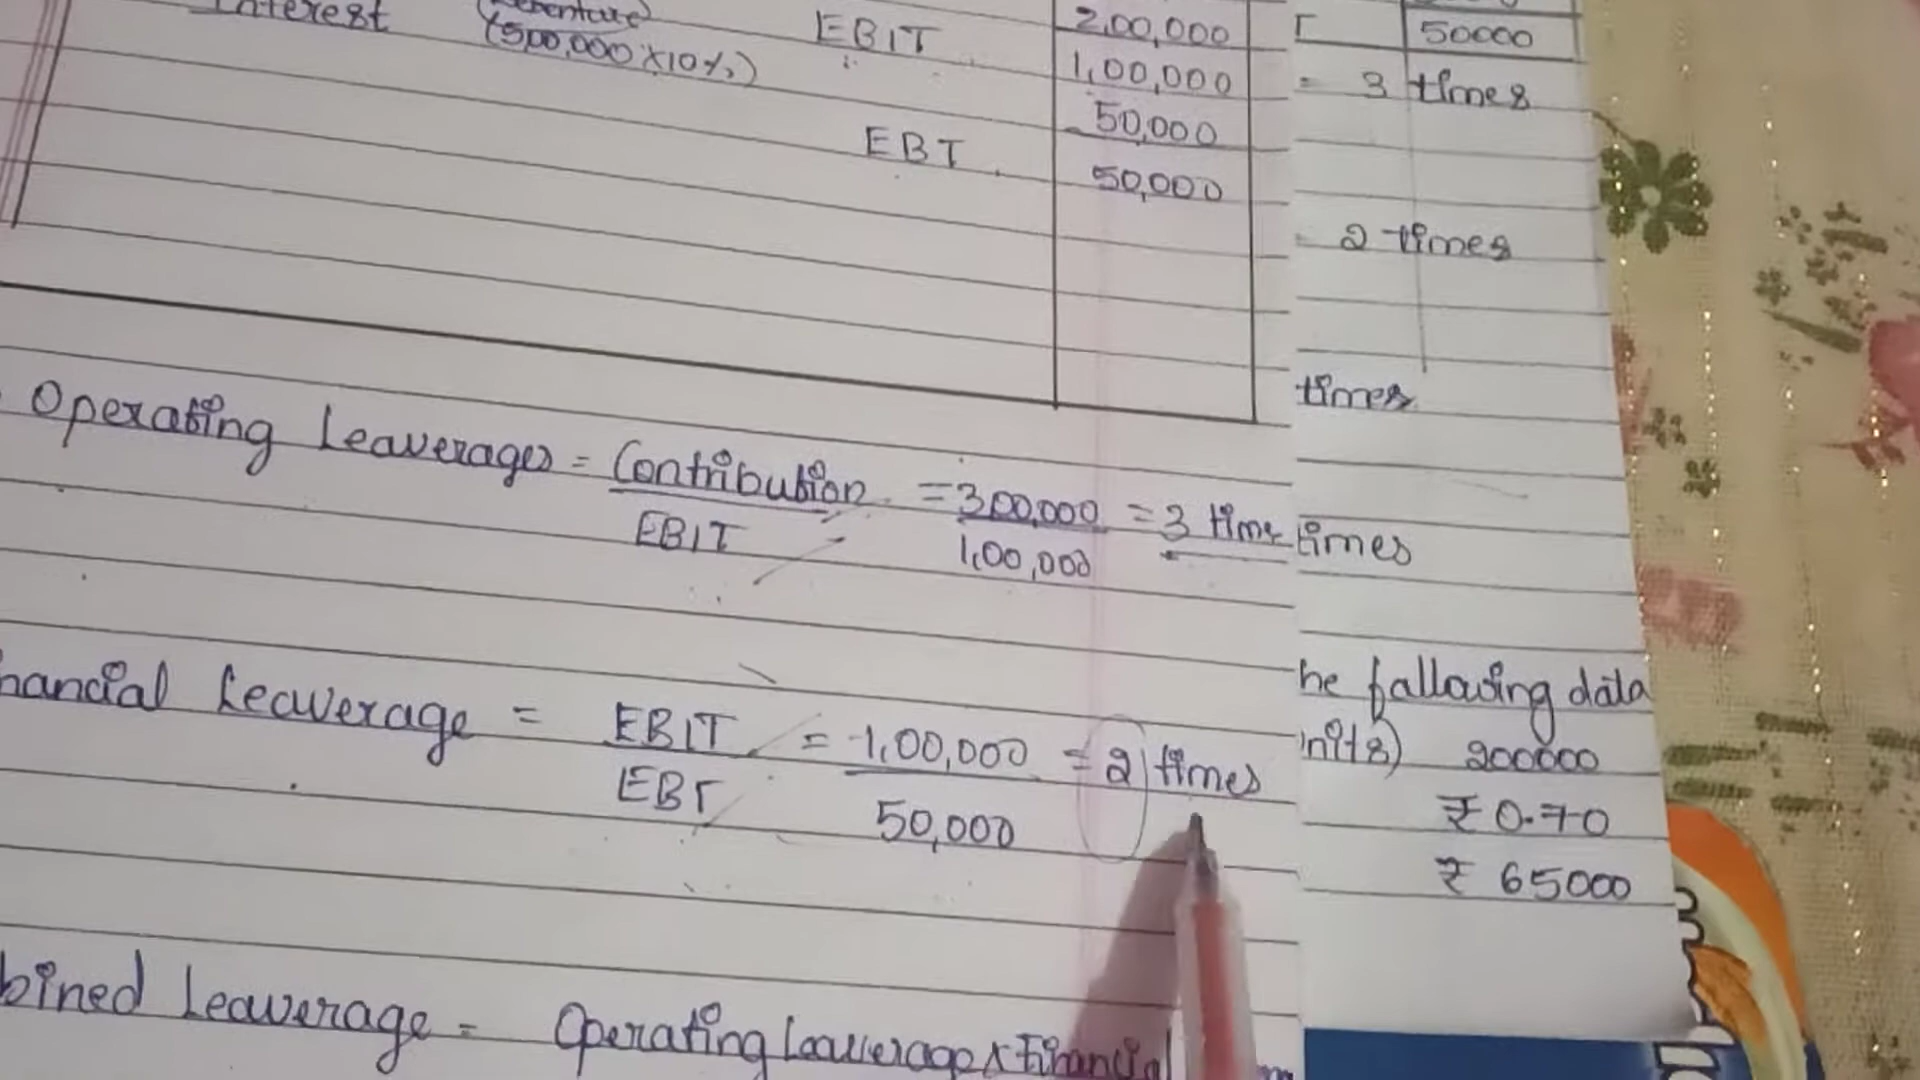 Interest (Debenture)
(500,000 ×10%)
2,00,000
EBIT 1,00,000
50,000
EBT 50,000
Operating Leaverages = Contribution = 300,000 = 3 time
EBIT 1,00,000
nancial Leaverage = EBIT = 1,00,000 = 2 times
EBT 50,000
bined Leaverage = Operating Leaverage × Financial
50000
= 3 times
= 2 times
times
times
he fallowing data
nits) 200000
₹ 0.70
₹ 65000